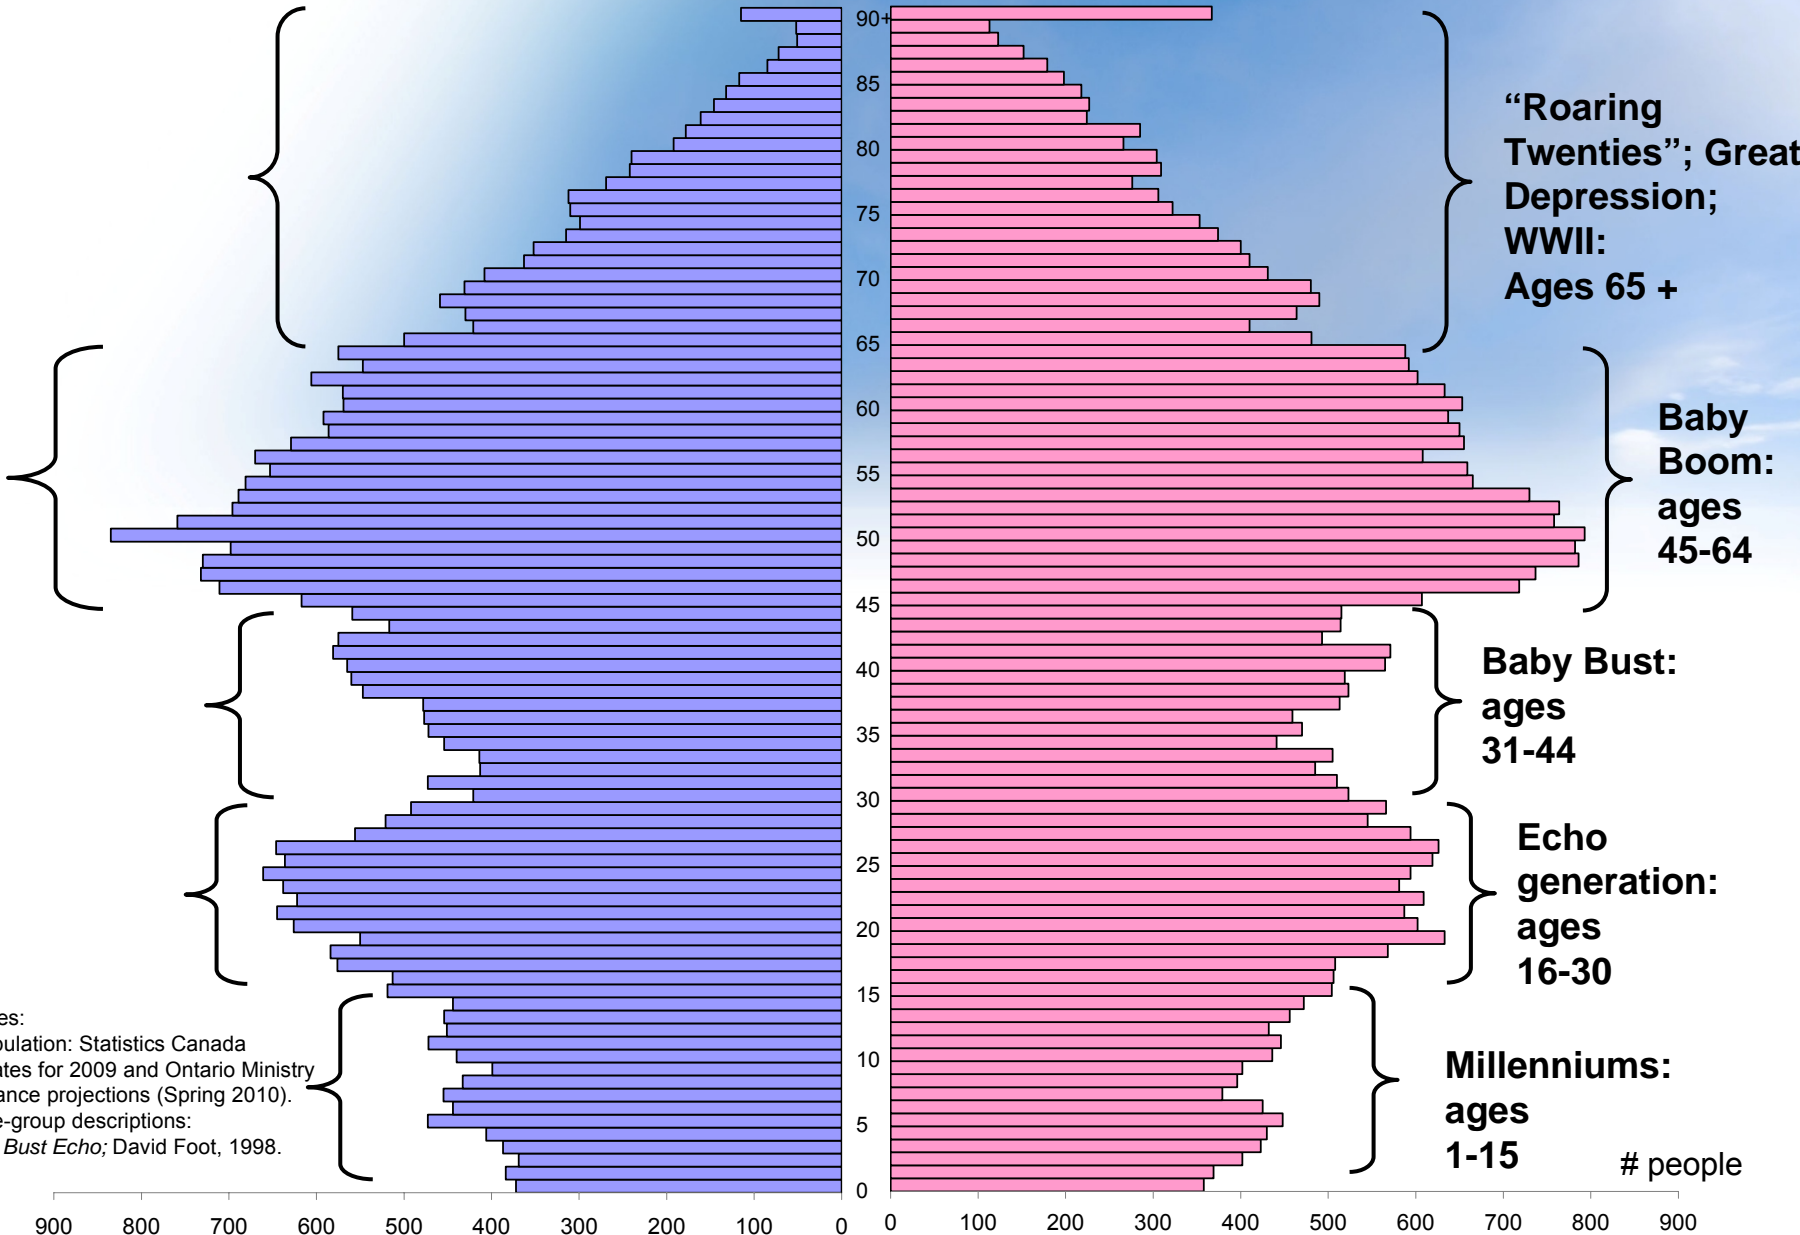 90+
85
80
75
70
65
60
55
50
45
40
35
30
25
20
15
10
5
0
“Roaring
Twenties”; Great
Depression;
WWII:
Ages 65 +
Baby
Boom:
ages
45-64
Baby Bust:
ages
31-44
Echo
generation:
ages
16-30
Millenniums:
ages
1-15
# people
es:
pulation: Statistics Canada
ates for 2009 and Ontario Ministry
ance projections (Spring 2010).
e-group descriptions:
Bust Echo; David Foot, 1998.
900 800 700 600 500 400 300 200 100 0
0 100 200 300 400 500 600 700 800 900